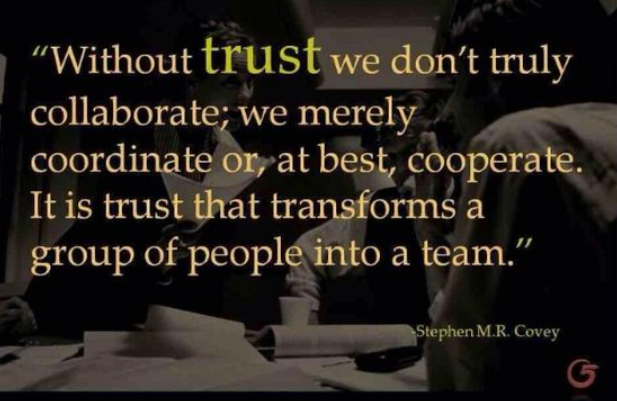 “Without trust we don’t truly
collaborate; we merely
coordinate or, at best, cooperate.
It is trust that transforms a
group of people into a team.”
-Stephen M.R. Covey
G5